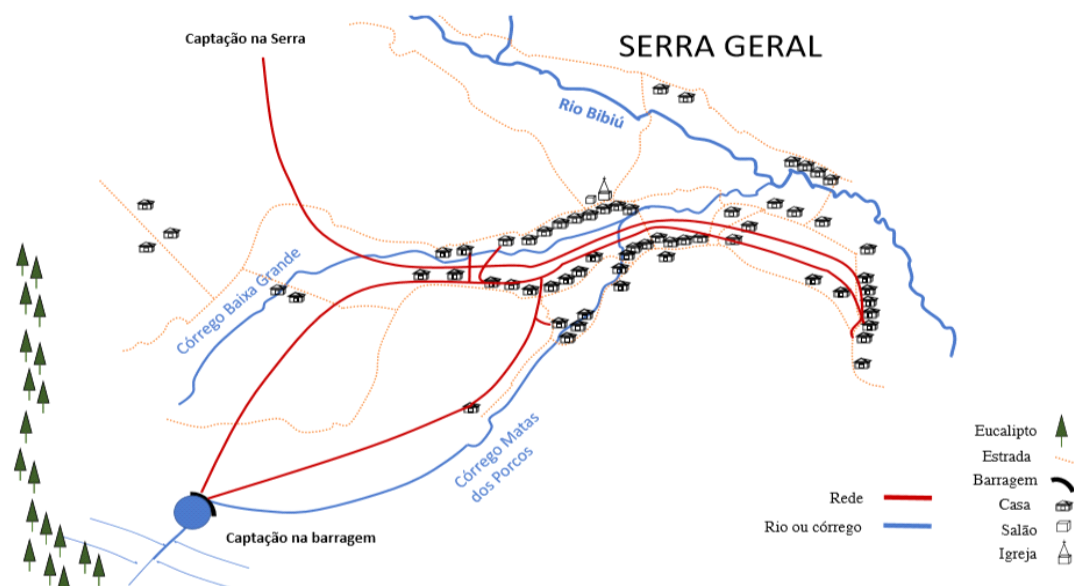 Captação na Serra
SERRA GERAL
Rio Bibiú
Córrego Baixa Grande
Córrego Matas
dos Porcos
Captação na barragem
Rede
Rio ou córrego
Eucalipto
Estrada
Barragem
Casa
Salão
Igreja